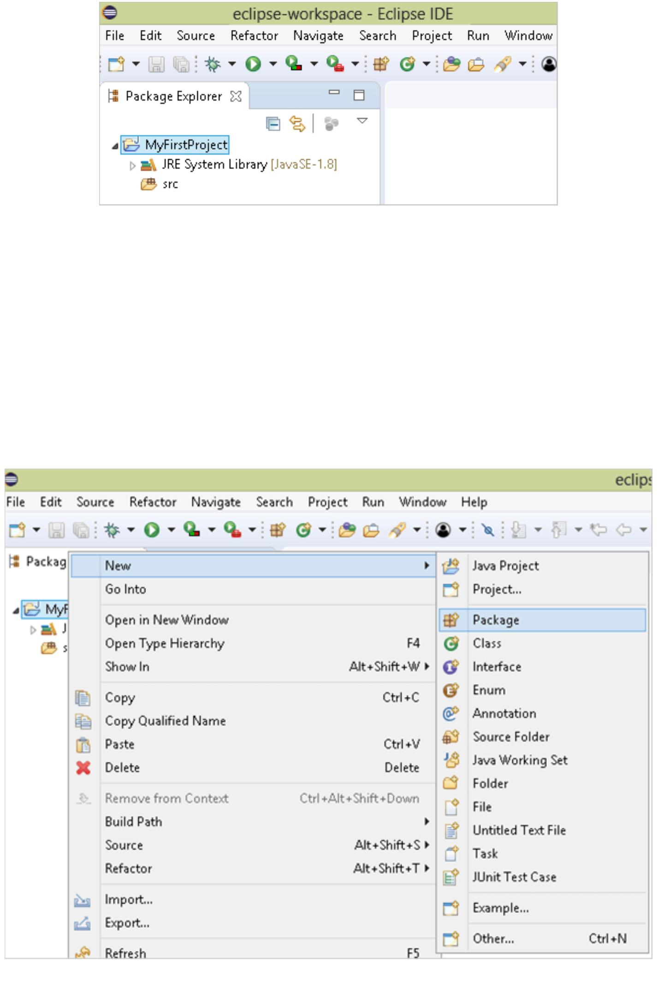 eclipse-workspace - Eclipse IDE
File Edit Source Refactor Navigate Search Project Run Window
Package Explorer
MyFirstProject
JRE System Library [JavaSE-1.8]
src
eclips
File Edit Source Refactor Navigate Search Project Run Window Help
Packag
MyF
J
s
New
Go Into
Open in New Window
Open Type Hierarchy F4
Show In Alt+Shift+W
Copy Ctrl+C
Copy Qualified Name
Paste Ctrl+V
Delete Delete
Remove from Context Ctrl+Alt+Shift+Down
Build Path
Source Alt+Shift+S
Refactor Alt+Shift+T
Import...
Export...
Refresh F5
Java Project
Project...
Package
Class
Interface
Enum
Annotation
Source Folder
Java Working Set
Folder
File
Untitled Text File
Task
JUnit Test Case
Example...
Other... Ctrl+N